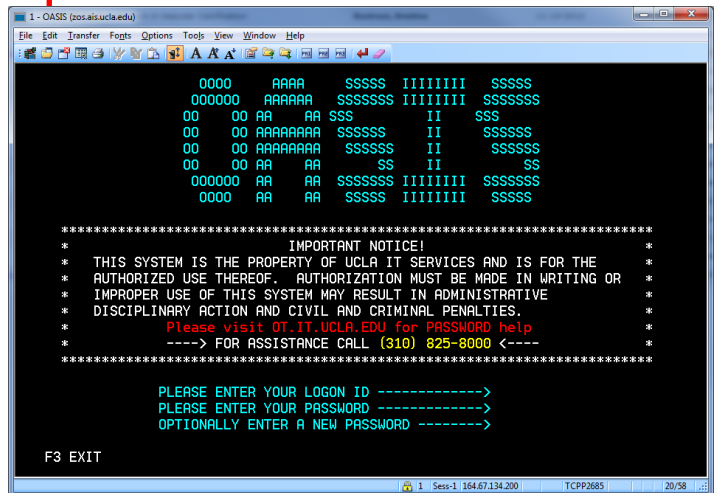 1 - OASIS (zos.ais.ucla.edu)
File Edit Transfer Fonts Options Tools View Window Help
OOOO AAAA SSSSS IIIIIIII SSSSS
OOOOOO AAAAAA SSSSSSS IIIIIIII SSSSSSS
OO OO AA AA SSS II SSS
OO OO AAAAAAAA SSSSSS II SSSSSS
OO OO AAAAAAAA SSSSSS II SSSSSS
OO OO AA AA SS II SS
OOOOOO AA AA SSSSSSS IIIIIIII SSSSSSS
OOOO AA AA SSSSS IIIIIIII SSSSS
*************************************************************************
* IMPORTANT NOTICE! *
* THIS SYSTEM IS THE PROPERTY OF UCLA IT SERVICES AND IS FOR THE *
* AUTHORIZED USE THEREOF. AUTHORIZATION MUST BE MADE IN WRITING OR *
* IMPROPER USE OF THIS SYSTEM MAY RESULT IN ADMINISTRATIVE *
* DISCIPLINARY ACTION AND CIVIL AND CRIMINAL PENALTIES. *
* Please visit OT.IT.UCLA.EDU for PASSWORD help *
* ----> FOR ASSISTANCE CALL (310) 825-8000 <---- *
*************************************************************************
PLEASE ENTER YOUR LOGON ID ------------->
PLEASE ENTER YOUR PASSWORD ------------->
OPTIONALLY ENTER A NEW PASSWORD -------->
F3 EXIT
1 Sess-1 164.67.134.200 TCPP2685 20/58